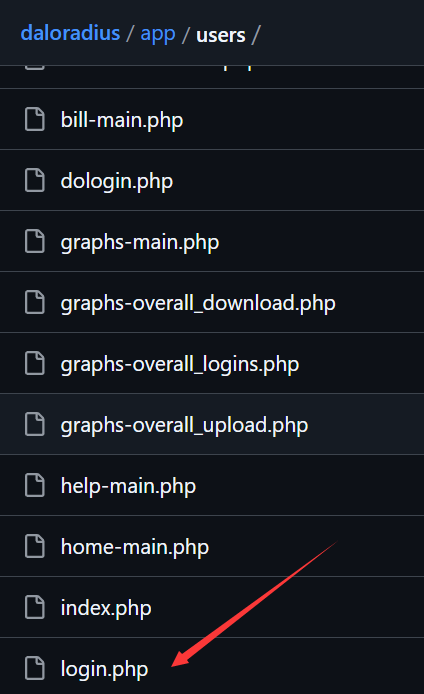 daloradius / app / users /
bill-main.php
dologin.php
graphs-main.php
graphs-overall_download.php
graphs-overall_logins.php
graphs-overall_upload.php
help-main.php
home-main.php
index.php
login.php